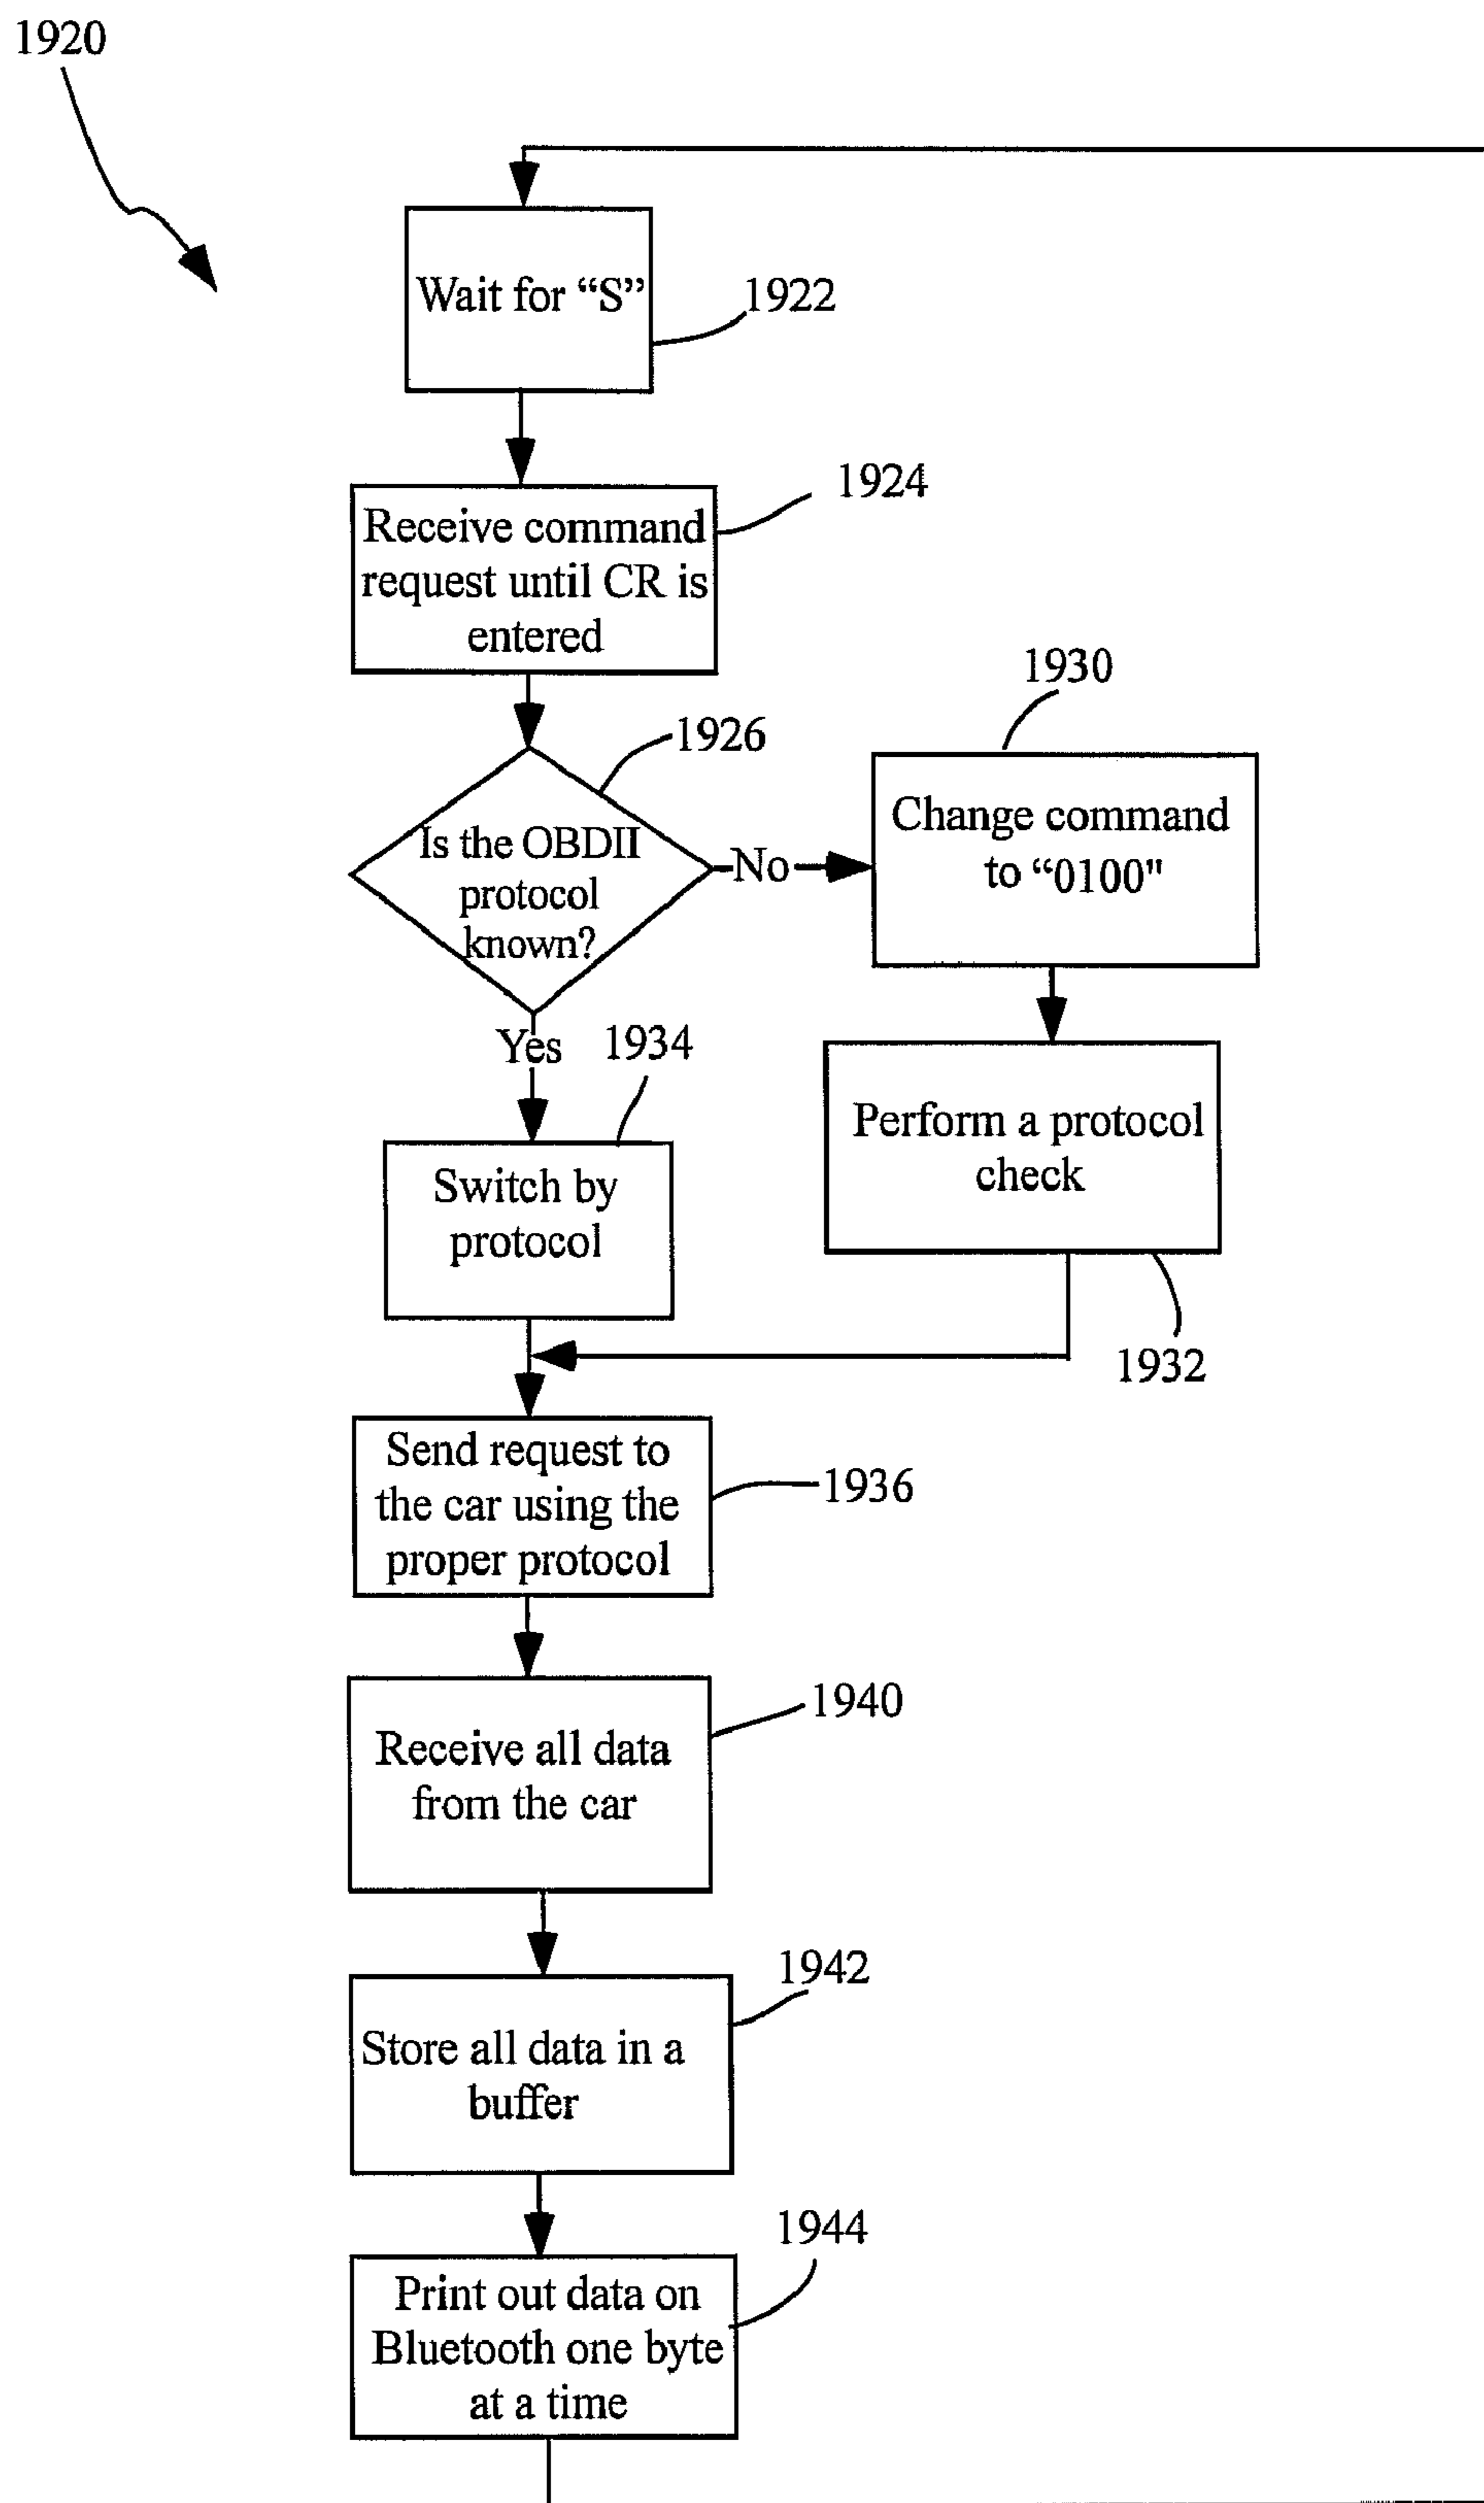 1920
Wait for “S”
1922
1924
Receive command
request until CR is
entered
1926
Is the OBDII
protocol
known?
No
1930
Change command
to “0100"
Yes
1934
Switch by
protocol
Perform a protocol
check
1932
Send request to
the car using the
proper protocol
1936
1940
Receive all data
from the car
1942
Store all data in a
buffer
1944
Print out data on
Bluetooth one byte
at a time